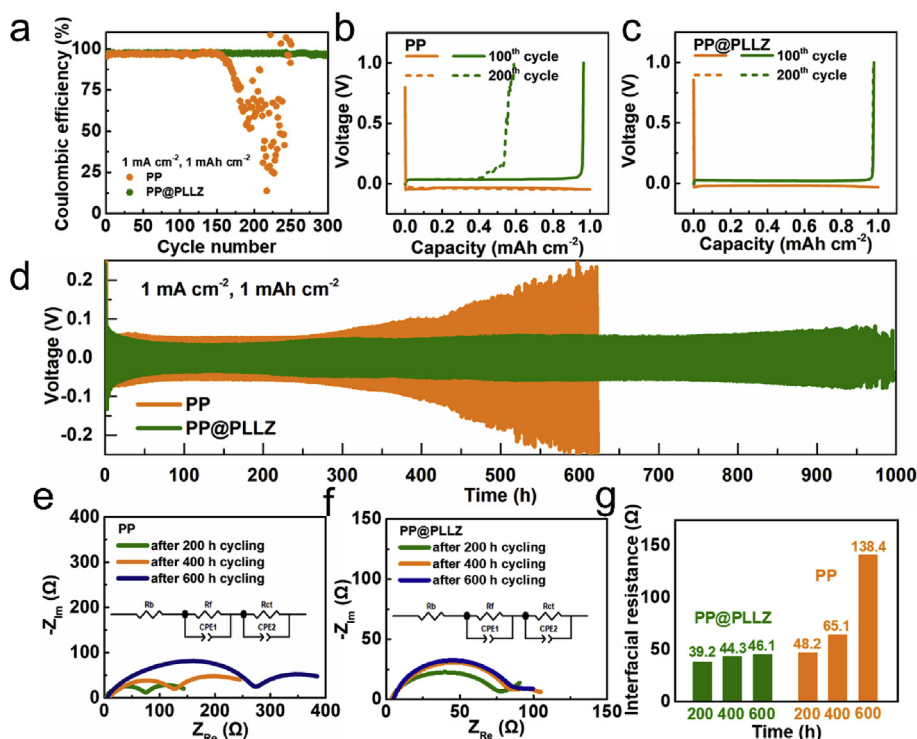 a
Coulombic efficiency (%)
100
75
50
25
0
1 mA cm⁻², 1 mAh cm⁻²
PP
PP@PLLZ
0 50 100 150 200 250 300
Cycle number
b
Voltage (V)
1.0
0.5
0.0
PP
100th cycle
200th cycle
0.0 0.2 0.4 0.6 0.8 1.0
Capacity (mAh cm⁻²)
c
Voltage (V)
1.0
0.5
0.0
PP@PLLZ
100th cycle
200th cycle
0.0 0.2 0.4 0.6 0.8 1.0
Capacity (mAh cm⁻²)
d
Voltage (V)
0.2
0.1
0.0
-0.1
-0.2
1 mA cm⁻², 1 mAh cm⁻²
PP
PP@PLLZ
0 100 200 300 400 500 600 700 800 900 1000
Time (h)
e
-ZIm (Ω)
400
300
200
100
0
PP
after 200 h cycling
after 400 h cycling
after 600 h cycling
Rb Rf Rct
CPE1 CPE2
0 100 200 300 400
ZRe (Ω)
f
-ZIm (Ω)
150
100
50
0
PP@PLLZ
after 200 h cycling
after 400 h cycling
after 600 h cycling
Rb Rf Rct
CPE1 CPE2
0 50 100 150
ZRe (Ω)
g
Interfacial resistance (Ω)
150
100
50
0
138.4
PP
PP@PLLZ
65.1
39.2 44.3 46.1 48.2
200 400 600 200 400 600
Time (h)